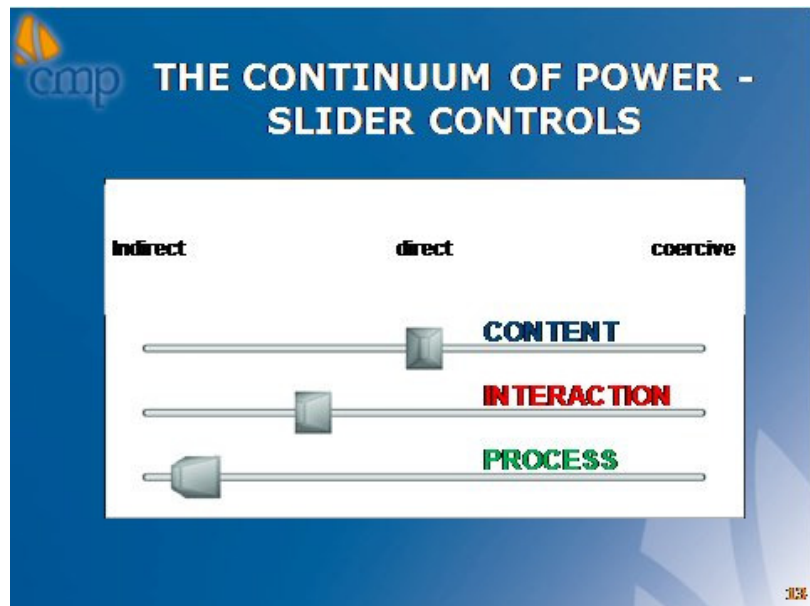 cmp
THE CONTINUUM OF POWER -
SLIDER CONTROLS
Indirect direct coercive
CONTENT
INTERACTION
PROCESS
13